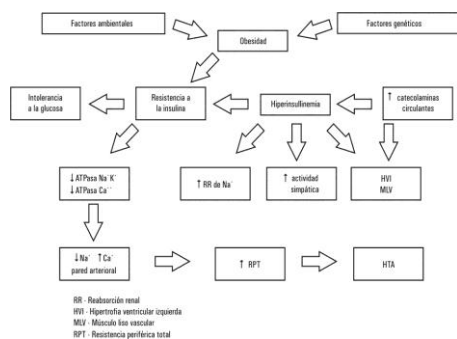 Factores ambientales
Factores genéticos
Obesidad
Intolerancia
a la glucosa
Resistencia a
la insulina
Hiperinsulinemia
↑ catecolaminas
circulantes
↓ATPasa Na⁺K⁺
↓ATPasa Ca⁺⁺
↑ RR de Na⁺
↑ actividad
simpática
HVI
MLV
↓Na⁺ ↑Ca⁺
pared arterioral
↑ RPT
HTA
RR - Reabsorción renal
HVI - Hipertrofia ventricular izquierda
MLV - Músculo liso vascular
RPT - Resistencia periférica total